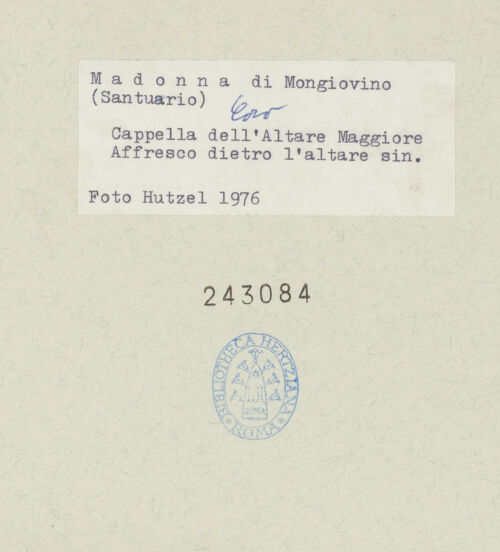 M a d o n n a  di Mongiovino
(Santuario) Coro
Cappella dell'Altare Maggiore
Affresco dietro l'altare sin.
Foto Hutzel 1976
243084
BIBLIOTHECA HERTZIANA
ROMA